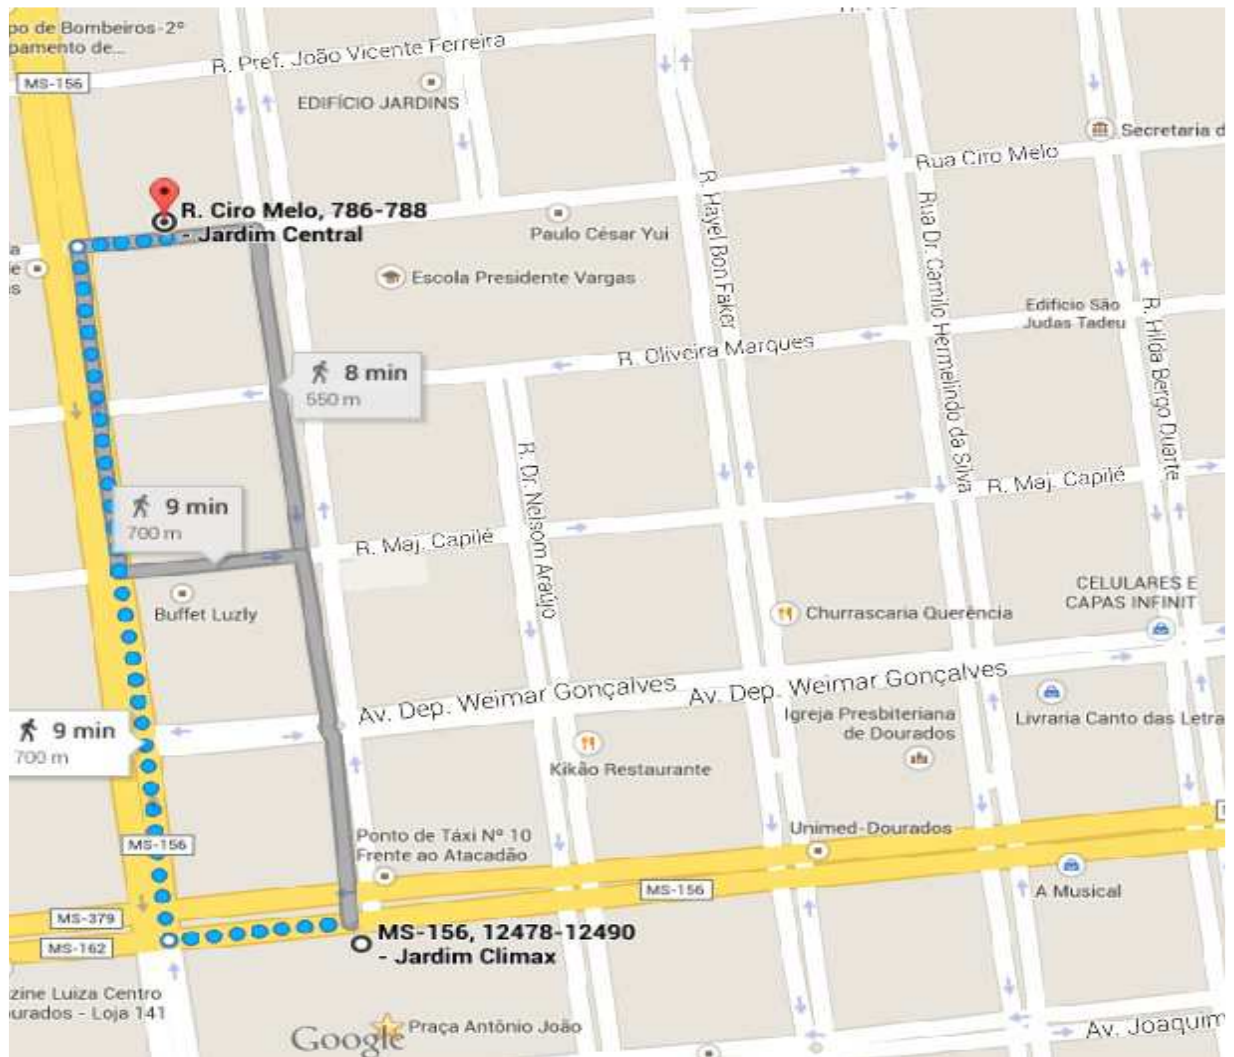 po de Bombeiros-2º
pamento de...
MS-156
R. Pref. João Vicente Ferreira
EDIFÍCIO JARDINS
Secretaria d
Rua Ciro Melo
R. Ciro Melo, 786-788
- Jardim Central
Paulo César Yui
Escola Presidente Vargas
R. Hayel Bon Faker
Rua Dr. Camilo Hermelindo da Silva
R. Hilda Bergo Duarte
Edificio São
Judas Tadeu
R. Oliveira Marques
8 min
550 m
R. Dr. Nelsom Araújo
R. Maj. Capilé
9 min
700 m
R. Maj. Capilé
Buffet Luzly
CELULARES E
CAPAS INFINIT
Churrascaria Querência
Av. Dep. Weimar Gonçalves
Av. Dep. Weimar Gonçalves
9 min
700 m
Igreja Presbiteriana
de Dourados
Livraria Canto das Letra
Kikão Restaurante
MS-156
Ponto de Táxi Nº 10
Frente ao Atacadão
Unimed-Dourados
MS-156
A Musical
MS-379
MS-162
MS-156, 12478-12490
- Jardim Climax
zine Luiza Centro
ourados - Loja 141
Google
Praça Antônio João
Av. Joaquim